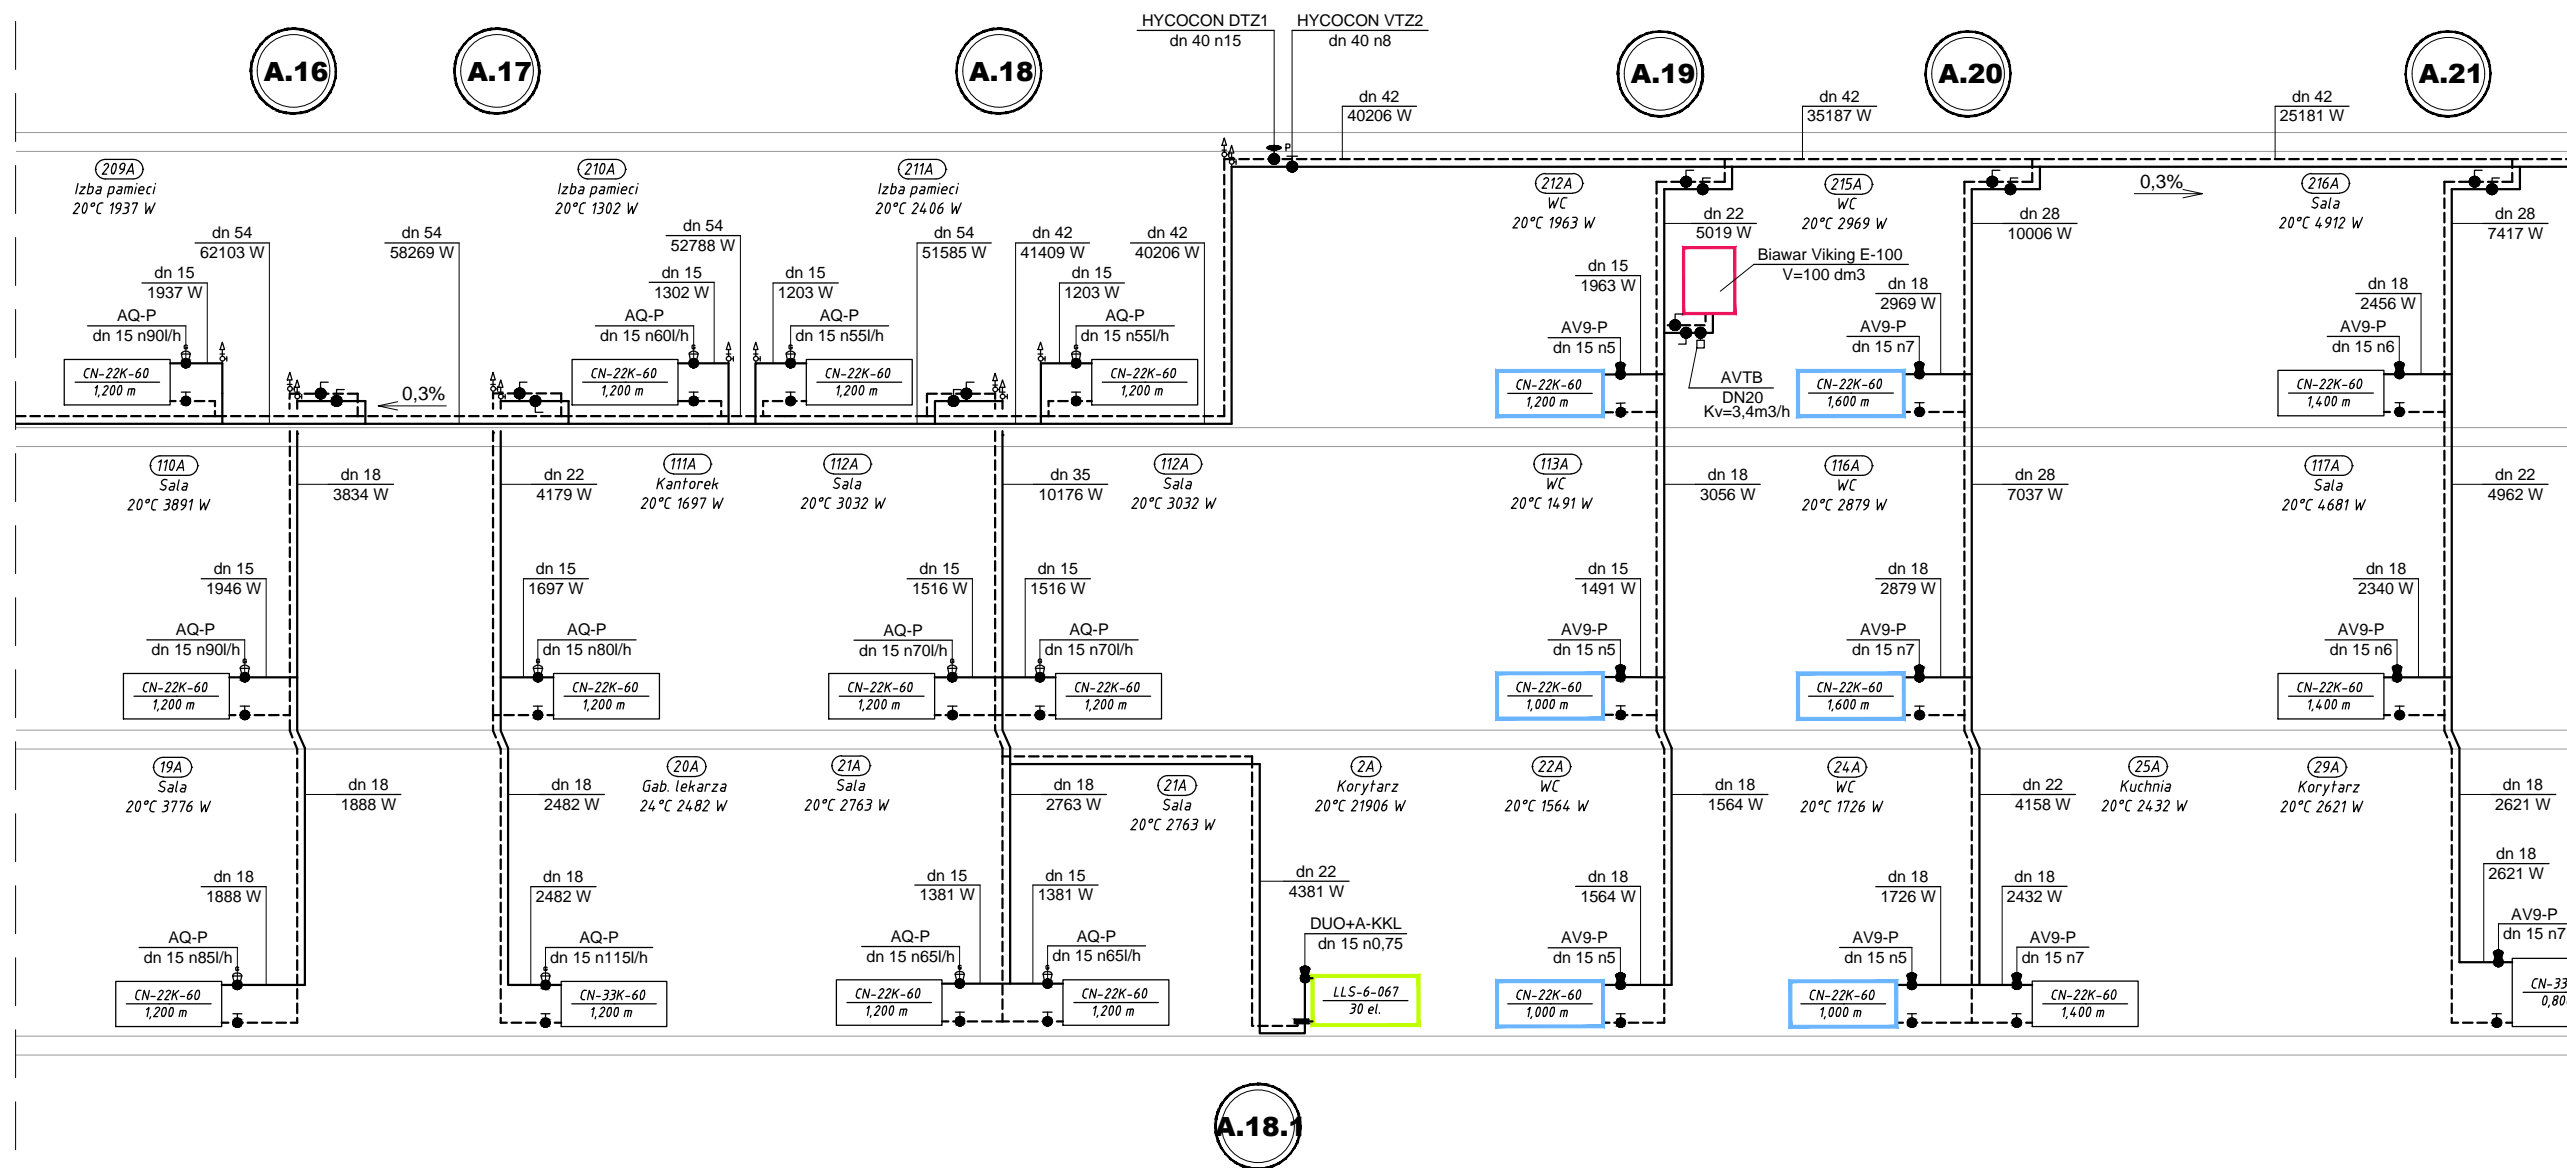 HYCOCON DTZ1
dn 40 n15
HYCOCON VTZ2
dn 40 n8
A.16
A.17
A.18
A.19
A.20
A.21
dn 42
40206 W
dn 42
35187 W
dn 42
25181 W
P
209A
Izba pamieci
20°C 1937 W
210A
Izba pamieci
20°C 1302 W
211A
Izba pamieci
20°C 2406 W
212A
WC
20°C 1963 W
215A
WC
20°C 2969 W
0,3%
216A
Sala
20°C 4912 W
dn 54
62103 W
dn 54
58269 W
dn 54
52788 W
dn 54
51585 W
dn 42
41409 W
dn 42
40206 W
dn 22
5019 W
dn 28
10006 W
dn 28
7417 W
Biawar Viking E-100
V=100 dm3
dn 15
1937 W
dn 15
1302 W
dn 15
1203 W
dn 15
1203 W
dn 15
1963 W
dn 18
2969 W
dn 18
2456 W
AQ-P
dn 15 n90l/h
AQ-P
dn 15 n60l/h
AQ-P
dn 15 n55l/h
AQ-P
dn 15 n55l/h
AV9-P
dn 15 n5
AV9-P
dn 15 n7
AV9-P
dn 15 n6
CN-22K-60
1,200 m
0,3%
CN-22K-60
1,200 m
CN-22K-60
1,200 m
CN-22K-60
1,200 m
CN-22K-60
1,200 m
AVTB
DN20
Kv=3,4m3/h
CN-22K-60
1,600 m
CN-22K-60
1,400 m
110A
Sala
20°C 3891 W
dn 18
3834 W
dn 22
4179 W
111A
Kantorek
20°C 1697 W
112A
Sala
20°C 3032 W
dn 35
10176 W
112A
Sala
20°C 3032 W
113A
WC
20°C 1491 W
dn 18
3056 W
116A
WC
20°C 2879 W
dn 28
7037 W
117A
Sala
20°C 4681 W
dn 22
4962 W
dn 15
1946 W
dn 15
1697 W
dn 15
1516 W
dn 15
1516 W
dn 15
1491 W
dn 18
2879 W
dn 18
2340 W
AQ-P
dn 15 n90l/h
AQ-P
dn 15 n80l/h
AQ-P
dn 15 n70l/h
AQ-P
dn 15 n70l/h
AV9-P
dn 15 n5
AV9-P
dn 15 n7
AV9-P
dn 15 n6
CN-22K-60
1,200 m
CN-22K-60
1,200 m
CN-22K-60
1,200 m
CN-22K-60
1,200 m
CN-22K-60
1,000 m
CN-22K-60
1,600 m
CN-22K-60
1,400 m
19A
Sala
20°C 3776 W
dn 18
1888 W
dn 18
2482 W
20A
Gab. lekarza
24°C 2482 W
21A
Sala
20°C 2763 W
dn 18
2763 W
21A
Sala
20°C 2763 W
2A
Korytarz
20°C 21906 W
22A
WC
20°C 1564 W
dn 18
1564 W
24A
WC
20°C 1726 W
dn 22
4158 W
25A
Kuchnia
20°C 2432 W
29A
Korytarz
20°C 2621 W
dn 18
2621 W
dn 18
1888 W
dn 18
2482 W
dn 15
1381 W
dn 15
1381 W
dn 22
4381 W
dn 18
1564 W
dn 18
1726 W
dn 18
2432 W
dn 18
2621 W
AQ-P
dn 15 n85l/h
AQ-P
dn 15 n115l/h
AQ-P
dn 15 n65l/h
AQ-P
dn 15 n65l/h
DUO+A-KKL
dn 15 n0,75
AV9-P
dn 15 n5
AV9-P
dn 15 n5
AV9-P
dn 15 n7
AV9-P
dn 15 n7
CN-22K-60
1,200 m
CN-33K-60
1,200 m
CN-22K-60
1,200 m
CN-22K-60
1,200 m
LLS-6-067
30 el.
CN-22K-60
1,000 m
CN-22K-60
1,000 m
CN-22K-60
1,400 m
CN-33
0,80
A.18.1